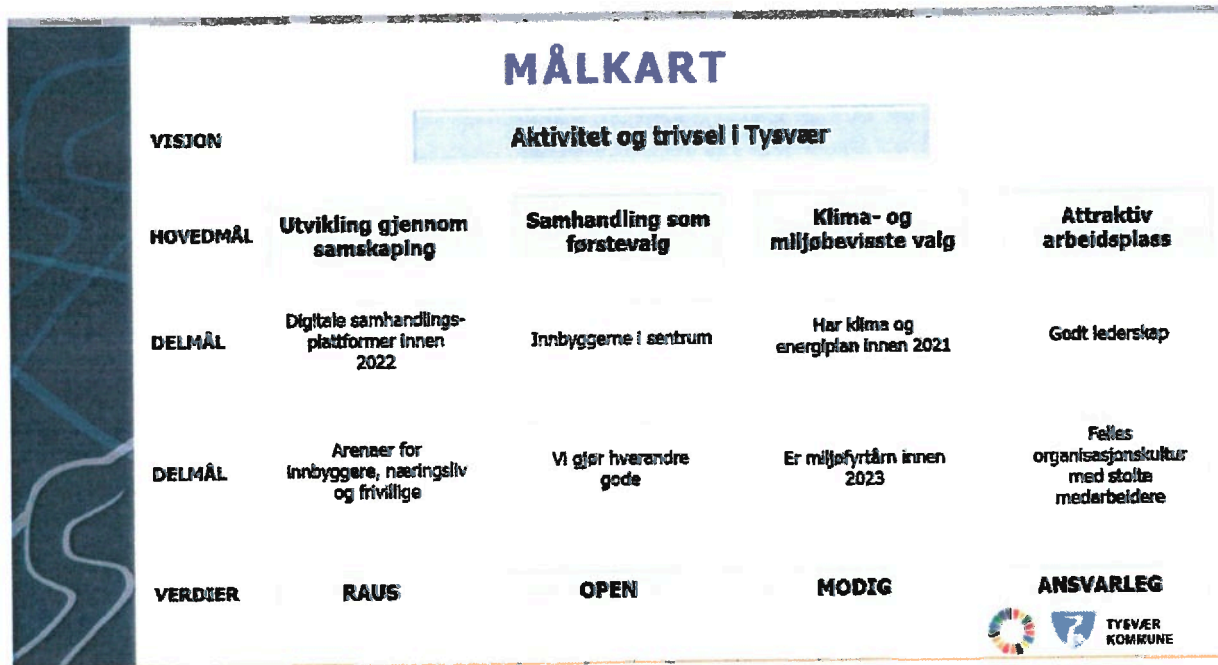 MÅLKART
VISJON
Aktivitet og trivsel i Tysvær
HOVEDMÅL
Utvikling gjennom
samskaping
Samhandling som
førstevalg
Klima- og
miljøbevisste valg
Attraktiv
arbeidsplass
DELMÅL
Digitale samhandlings-
plattformer innen
2022
Innbyggerne i sentrum
Har klima og
energiplan innen 2021
Godt lederskap
DELMÅL
Arenaer for
innbyggere, næringsliv
og frivillige
Vi gjør hverandre
gode
Er miljøfyrtårn innen
2023
Felles
organisasjonskultur
med stolte
medarbeidere
VERDIER
RAUS
OPEN
MODIG
ANSVARLEG
TYSVÆR
KOMMUNE